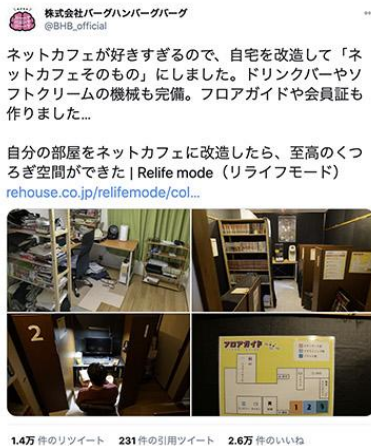 株式会社バーグハンバーグバーグ
@BHB_official
ネットカフェが好きすぎるので、自宅を改造して「ネ
ットカフェそのもの」にしました。ドリンクバーやソ
フトクリームの機械も完備。フロアガイドや会員証も
作りました...
自分の部屋をネットカフェに改造したら、至高のくつ
ろぎ空間ができた | Relife mode（リライフモード）
rehouse.co.jp/relifemode/col...
2
1
フロアガイド
1
2
3
1.4万 件のリツイート 231 件の引用ツイート 2.6万 件のいいね